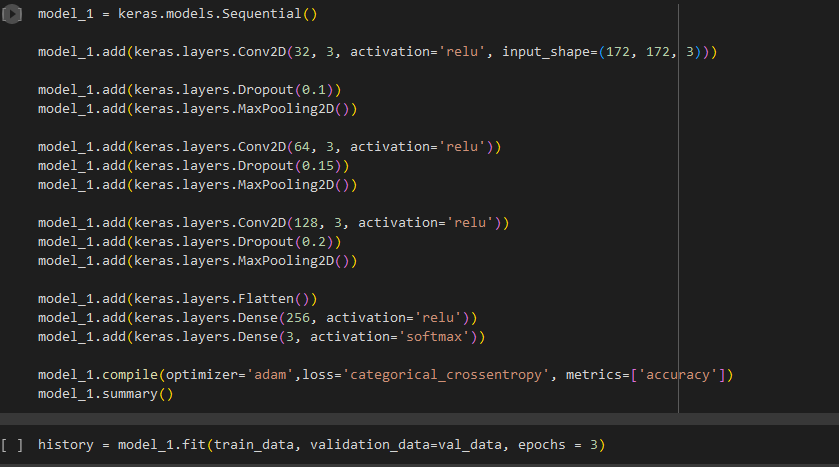 model_1 = keras.models.Sequential()
model_1.add(keras.layers.Conv2D(32, 3, activation='relu', input_shape=(172, 172, 3)))
model_1.add(keras.layers.Dropout(0.1))
model_1.add(keras.layers.MaxPooling2D())
model_1.add(keras.layers.Conv2D(64, 3, activation='relu'))
model_1.add(keras.layers.Dropout(0.15))
model_1.add(keras.layers.MaxPooling2D())
model_1.add(keras.layers.Conv2D(128, 3, activation='relu'))
model_1.add(keras.layers.Dropout(0.2))
model_1.add(keras.layers.MaxPooling2D())
model_1.add(keras.layers.Flatten())
model_1.add(keras.layers.Dense(256, activation='relu'))
model_1.add(keras.layers.Dense(3, activation='softmax'))
model_1.compile(optimizer='adam',loss='categorical_crossentropy', metrics=['accuracy'])
model_1.summary()
[ ] history = model_1.fit(train_data, validation_data=val_data, epochs = 3)